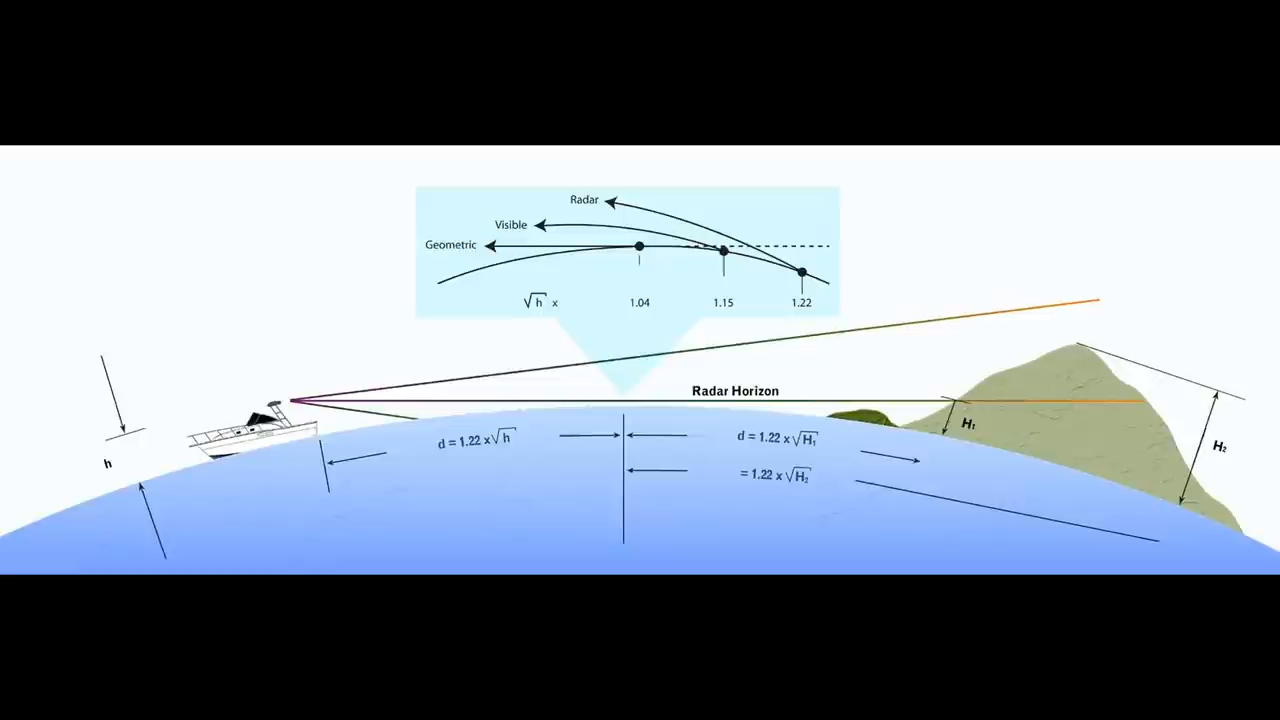 Radar
Visible
Geometric
√h x 1.04 1.15 1.22
Radar Horizon
h
d = 1.22 x √h
d = 1.22 x √H₁
= 1.22 x √H₂
H₁
H₂